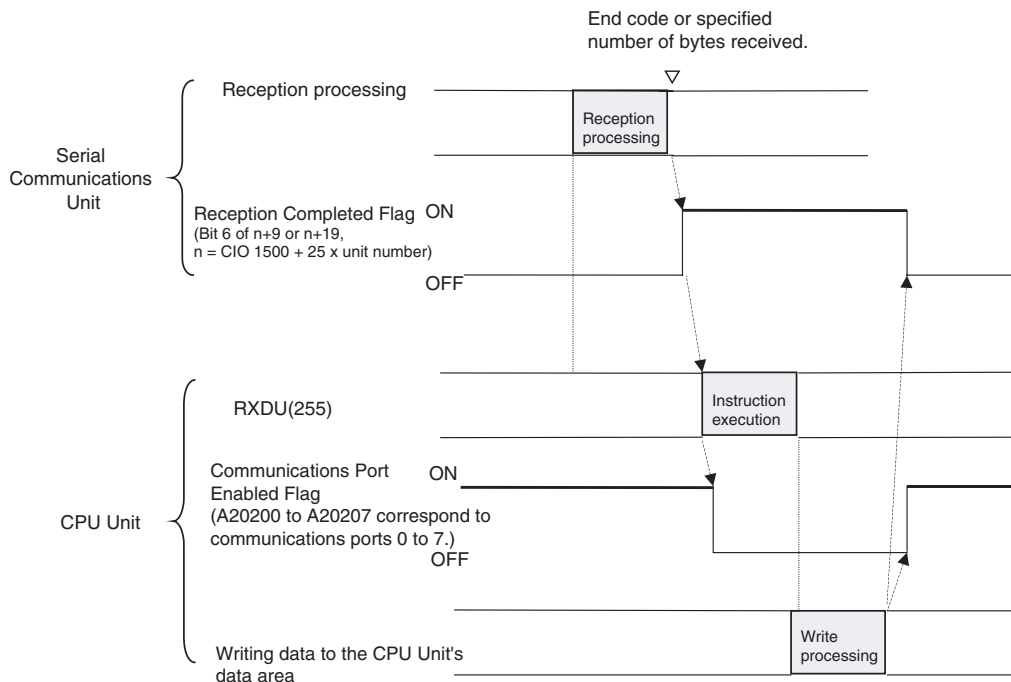 End code or specified
number of bytes received.
Reception processing
Reception
processing
Serial
Communications
Unit
Reception Completed Flag
(Bit 6 of n+9 or n+19,
n = CIO 1500 + 25 x unit number)
ON
OFF
RXDU(255)
Instruction
execution
CPU Unit
Communications Port
Enabled Flag
(A20200 to A20207 correspond to
communications ports 0 to 7.)
ON
OFF
Writing data to the CPU Unit's
data area
Write
processing